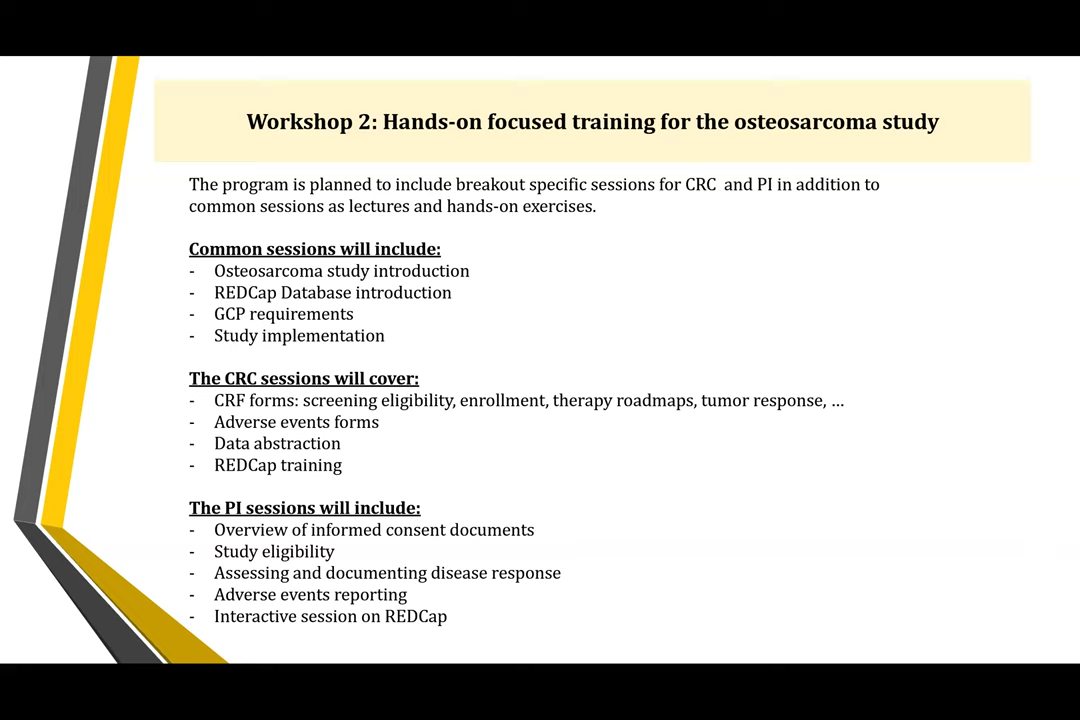 Workshop 2: Hands-on focused training for the osteosarcoma study
The program is planned to include breakout specific sessions for CRC and PI in addition to
common sessions as lectures and hands-on exercises.
Common sessions will include:
- Osteosarcoma study introduction
- REDCap Database introduction
- GCP requirements
- Study implementation
The CRC sessions will cover:
- CRF forms: screening eligibility, enrollment, therapy roadmaps, tumor response, ...
- Adverse events forms
- Data abstraction
- REDCap training
The PI sessions will include:
- Overview of informed consent documents
- Study eligibility
- Assessing and documenting disease response
- Adverse events reporting
- Interactive session on REDCap